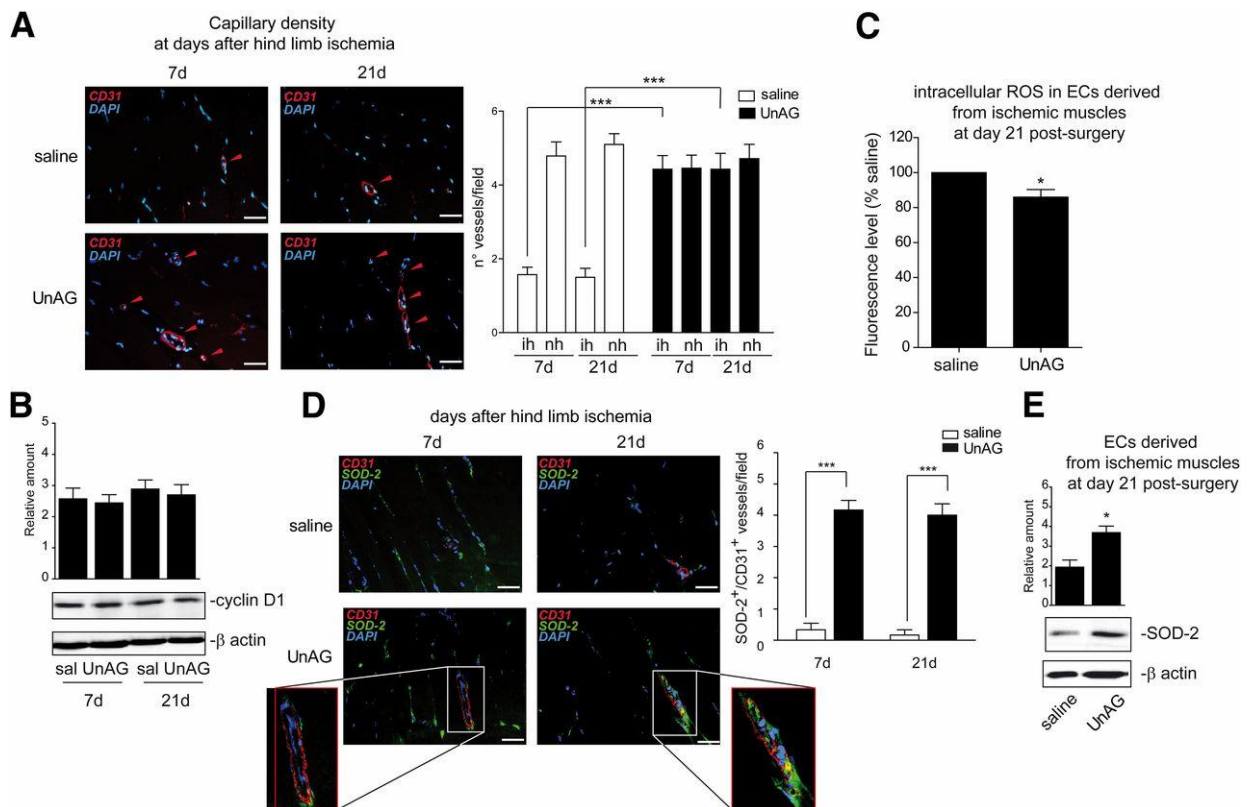 A
Capillary density
at days after hind limb ischemia
7d
21d
CD31
DAPI
CD31
DAPI
saline
CD31
DAPI
CD31
DAPI
UnAG
***
***
saline
UnAG
n° vessels/field
6
4
2
0
ih nh ih nh ih nh ih nh
7d 21d 7d 21d
C
intracellular ROS in ECs derived
from ischemic muscles
at day 21 post-surgery
Fluorescence level (% saline)
120
100
80
60
40
20
0
*
saline UnAG
B
Relative amount
5
4
3
2
1
0
-cyclin D1
-β actin
sal UnAG sal UnAG
7d 21d
D
days after hind limb ischemia
7d
21d
CD31
SOD-2
DAPI
CD31
SOD-2
DAPI
saline
CD31
SOD-2
DAPI
CD31
SOD-2
DAPI
UnAG
saline
UnAG
SOD-2+/CD31+ vessels/field
6
5
4
3
2
1
0
***
***
7d 21d
E
ECs derived
from ischemic muscles
at day 21 post-surgery
Relative amount
6
5
4
3
2
1
0
*
-SOD-2
-β actin
saline
UnAG